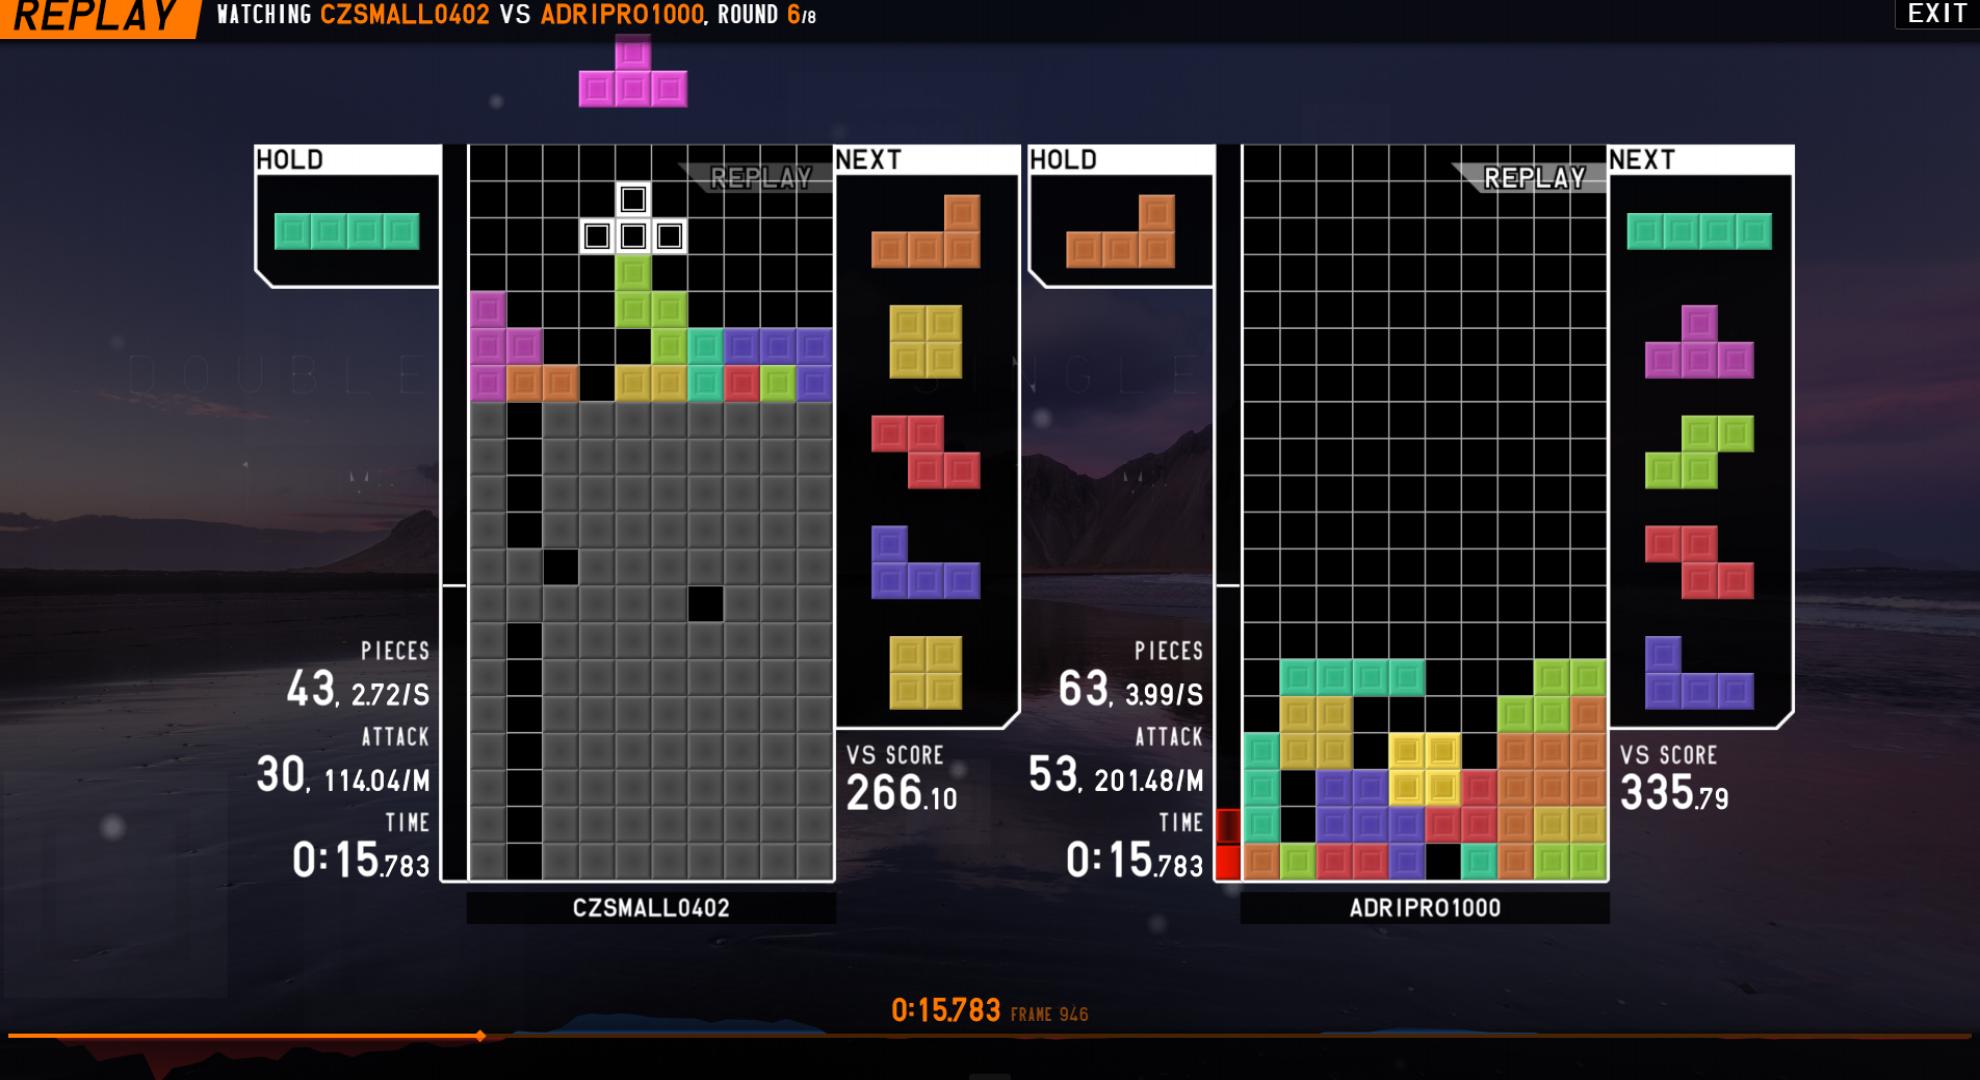 REPLAY WATCHING CZSMALL0402 VS ADRIPRO1000, ROUND 6/8 EXIT
HOLD
REPLAY
NEXT
HOLD
REPLAY
NEXT
DOUBLE
PIECES
43, 2.72/S
ATTACK
30, 114.04/M
TIME
0:15.783
VS SCORE
266.10
PIECES
63, 3.99/S
ATTACK
53, 201.48/M
TIME
0:15.783
VS SCORE
335.79
CZSMALL0402
ADRIPRO1000
0:15.783 FRAME 946